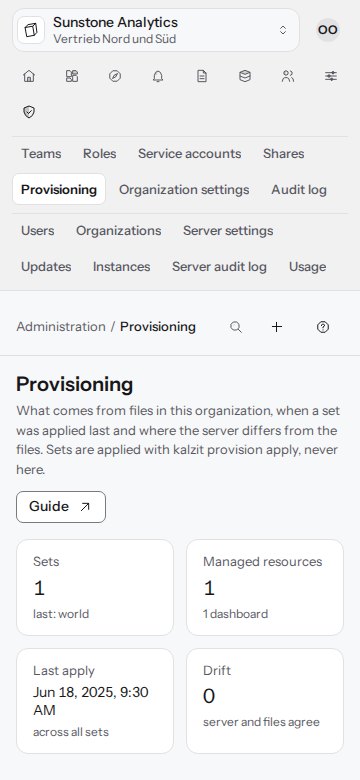 Sunstone Analytics
Vertrieb Nord und Süd
OO
Teams Roles Service accounts Shares
Provisioning Organization settings Audit log
Users Organizations Server settings
Updates Instances Server audit log Usage
Administration / Provisioning
Provisioning
What comes from files in this organization, when a set
was applied last and where the server differs from the
files. Sets are applied with kalzit provision apply, never
here.
Guide
Sets
1
last: world
Managed resources
1
1 dashboard
Last apply
Jun 18, 2025, 9:30
AM
across all sets
Drift
0
server and files agree